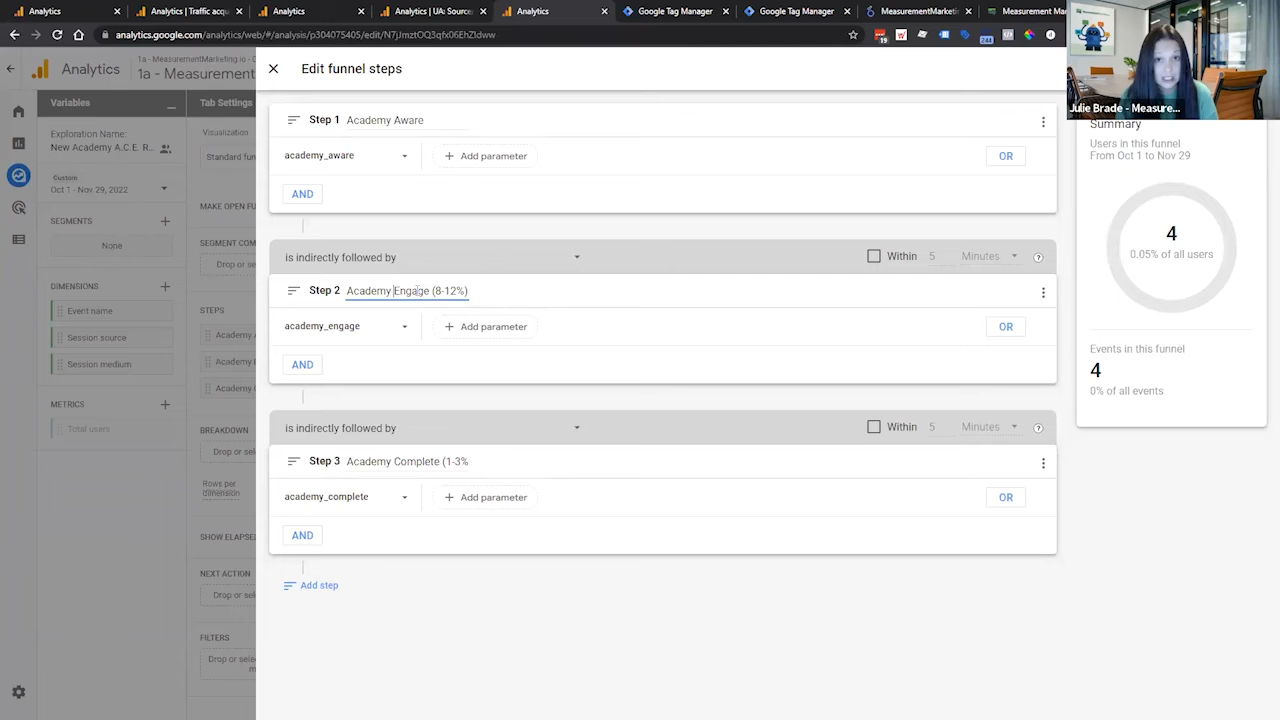 Analytics
Analytics | Traffic acqu
Analytics
Analytics | UA: Source
Analytics
Google Tag Manager
Google Tag Manager
MeasurementMarketi
Measurement Ma
analytics.google.com/analytics/web/#/analysis/p304075405/edit/N7JmztOQ3qfx06EhZIdww
19
244
Analytics
1a - MeasurementMarketing.io
1a - Measurement
Edit funnel steps
Julie Brade - Measure...
Variables
Tab Settings
Exploration Name:
New Academy A.C.E. R...
Custom
Oct 1 - Nov 29, 2022
SEGMENTS
None
DIMENSIONS
Event name
Session source
Session medium
METRICS
Total users
Visualization
Standard fun
MAKE OPEN FU
SEGMENT COM
Drop or se
STEPS
Academy A
Academy E
Academy C
BREAKDOWN
Drop or se
Rows per
dimension
SHOW ELAPSE
NEXT ACTION
Drop or se
FILTERS
Drop or sele
m
Step 1 Academy Aware
academy_aware
Add parameter
OR
AND
is indirectly followed by
Within 5 Minutes
Step 2 Academy Engage (8-12%)
academy_engage
Add parameter
OR
AND
is indirectly followed by
Within 5 Minutes
Step 3 Academy Complete (1-3%
academy_complete
Add parameter
OR
AND
Add step
Summary
Users in this funnel
From Oct 1 to Nov 29
4
0.05% of all users
Events in this funnel
4
0% of all events